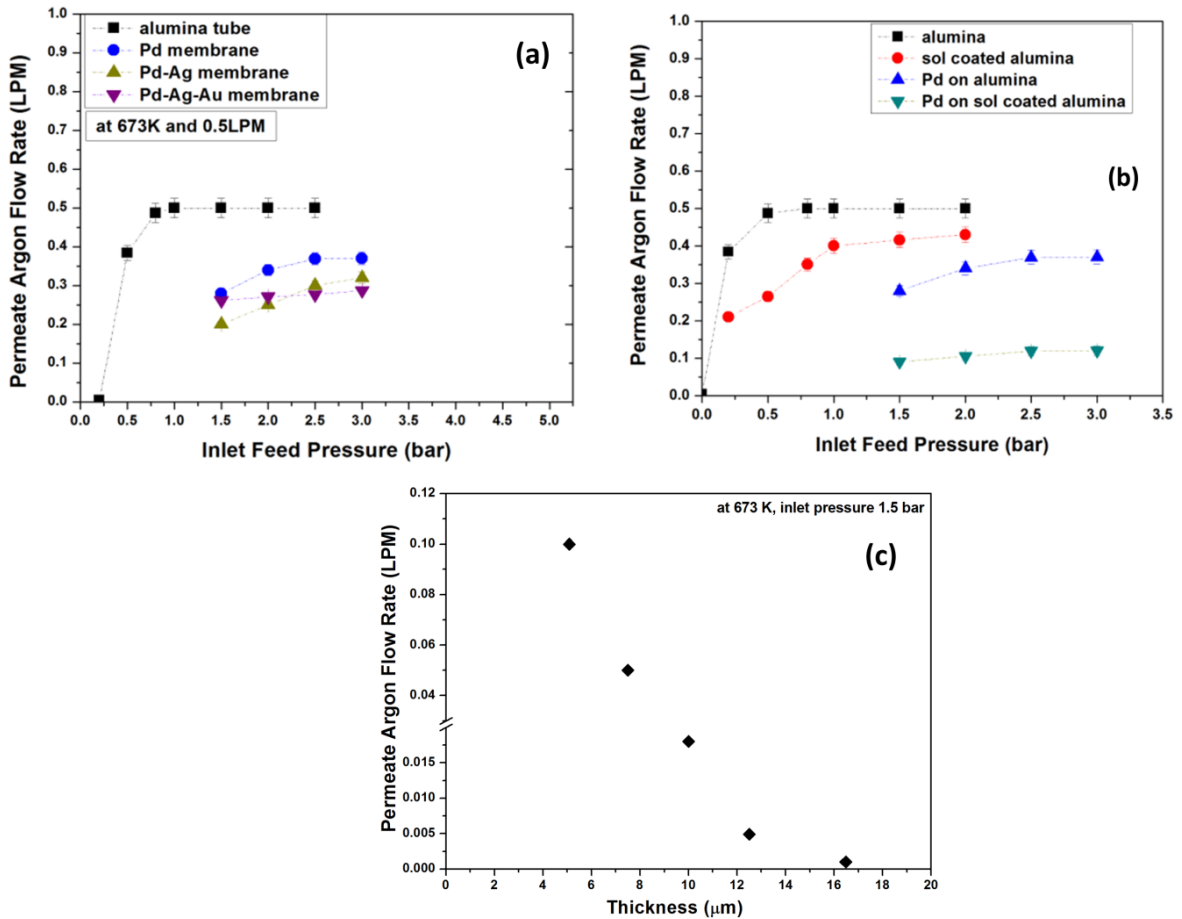 1.0
0.9
0.8
0.7
0.6
0.5
0.4
0.3
0.2
0.1
0.0
Permeate Argon Flow Rate (LPM)
alumina tube
Pd membrane
Pd-Ag membrane
Pd-Ag-Au membrane
at 673K and 0.5LPM
(a)
0.0 0.5 1.0 1.5 2.0 2.5 3.0 3.5 4.0 4.5 5.0
Inlet Feed Pressure (bar)
1.0
0.9
0.8
0.7
0.6
0.5
0.4
0.3
0.2
0.1
0.0
Permeate Argon Flow Rate (LPM)
alumina
sol coated alumina
Pd on alumina
Pd on sol coated alumina
(b)
0.0 0.5 1.0 1.5 2.0 2.5 3.0 3.5
Inlet Feed Pressure (bar)
0.12
0.10
0.08
0.06
0.04
0.015
0.010
0.005
0.000
Permeate Argon Flow Rate (LPM)
at 673 K, inlet pressure 1.5 bar
(c)
0 2 4 6 8 10 12 14 16 18 20
Thickness (μm)